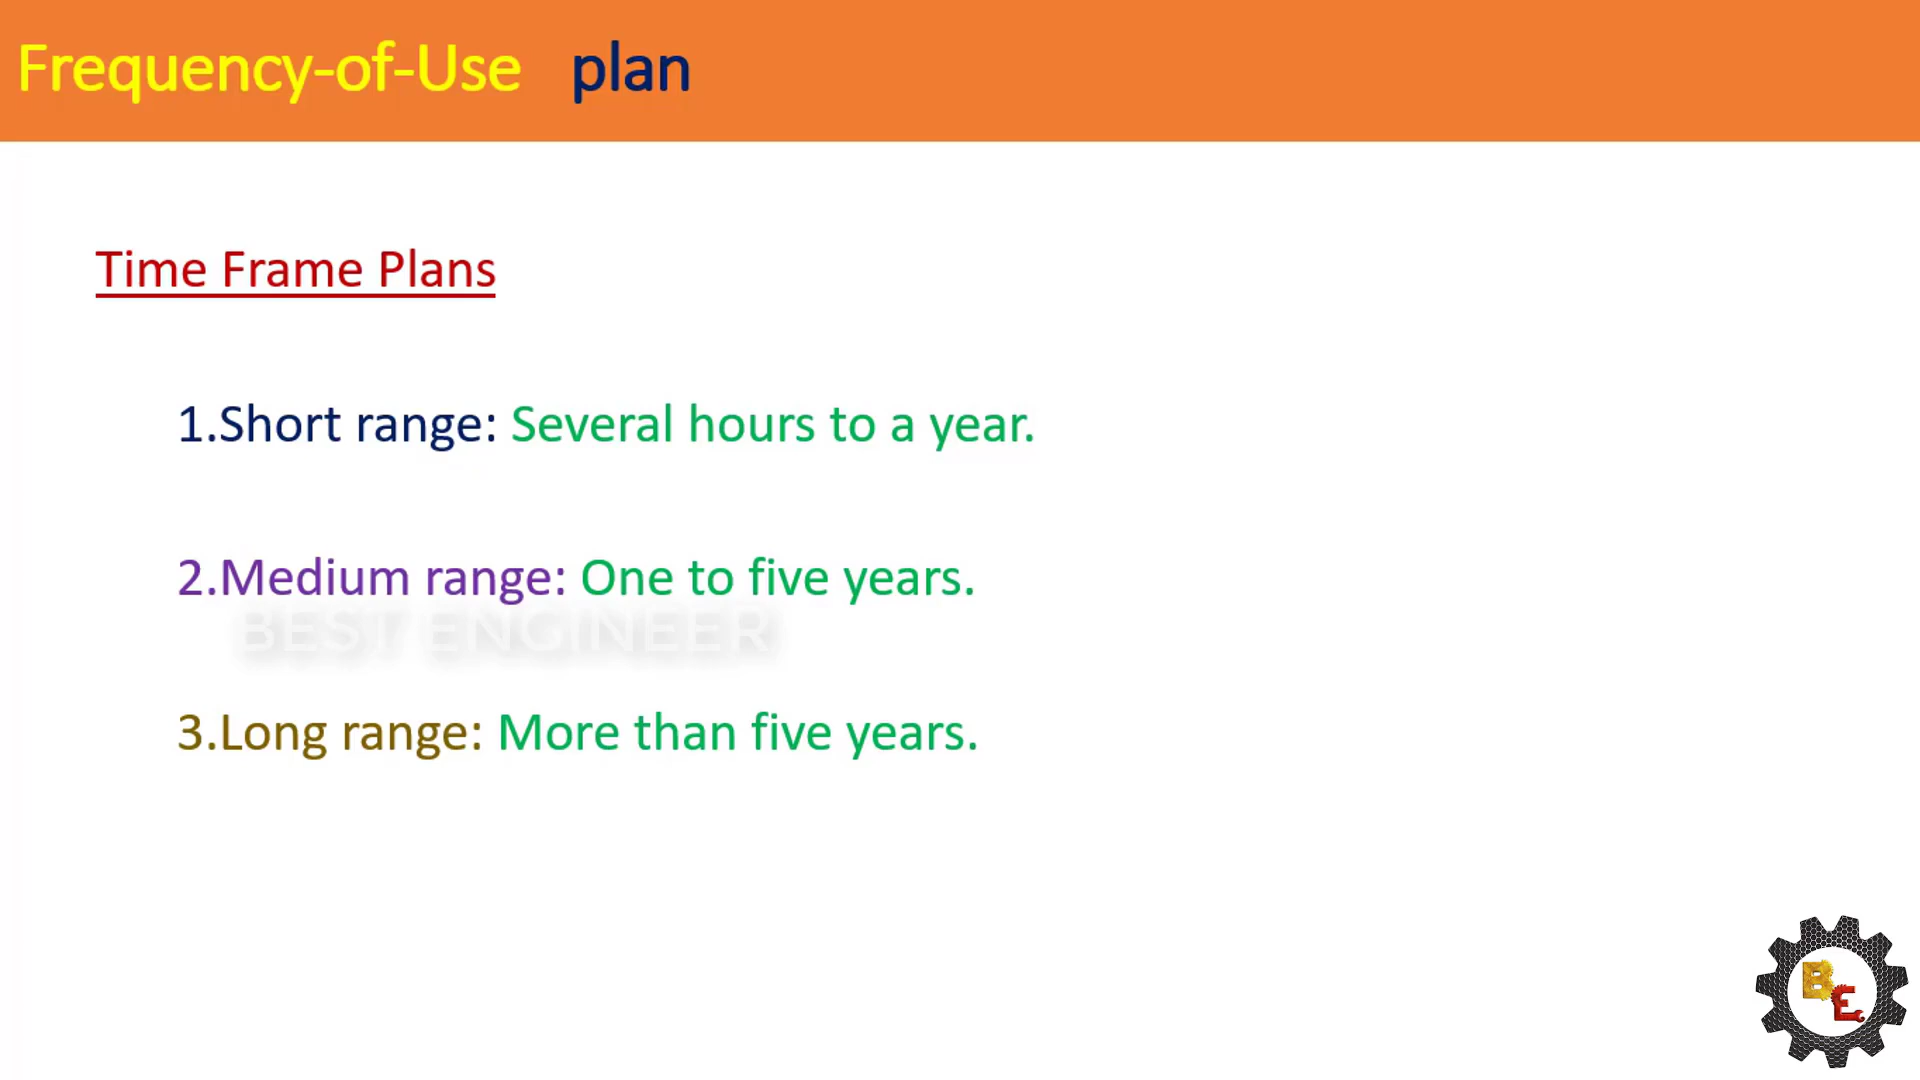 Frequency-of-Use plan
Time Frame Plans
1.Short range: Several hours to a year.
2.Medium range: One to five years.
BEST ENGINEER
3.Long range: More than five years.
BE